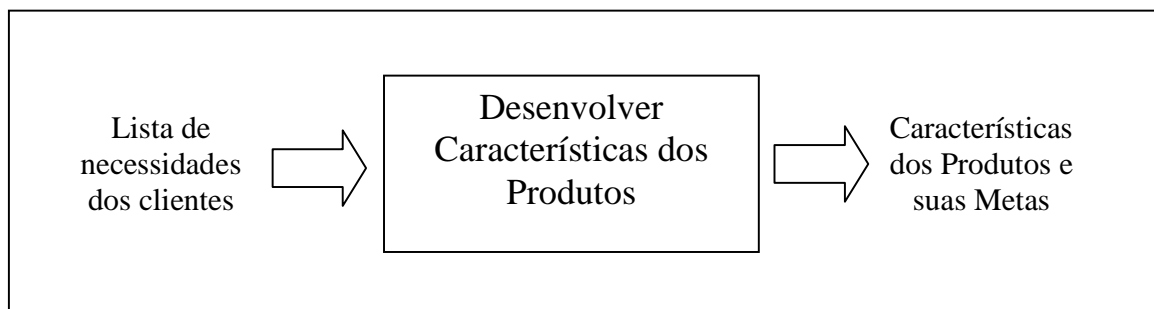 Lista de
necessidades
dos clientes
Desenvolver
Características dos
Produtos
Características
dos Produtos e
suas Metas